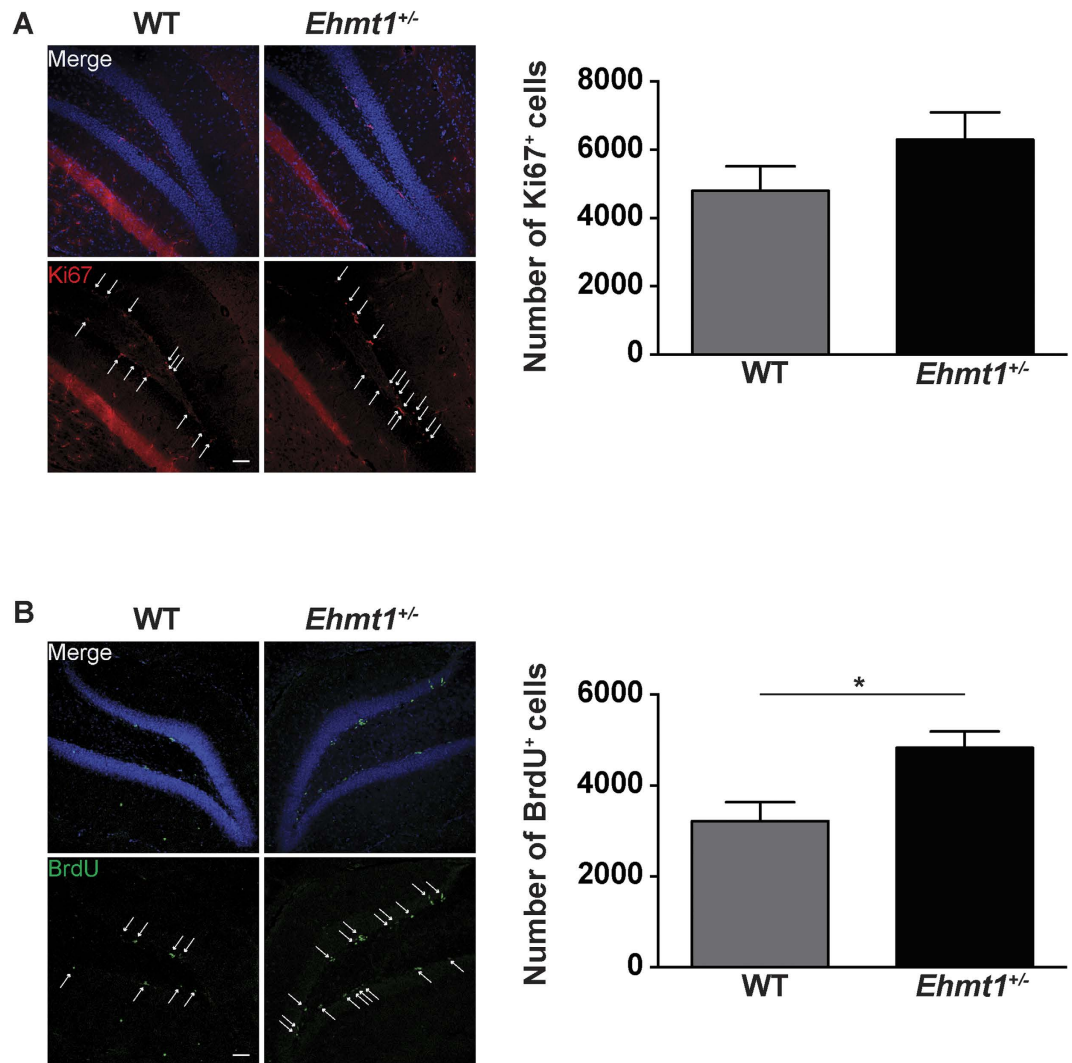 A
WT
Ehmt1+/-
Merge
Ki67
Number of Ki67+ cells
8000
6000
4000
2000
0
WT
Ehmt1+/-
B
WT
Ehmt1+/-
Merge
BrdU
Number of BrdU+ cells
6000
4000
2000
0
*
WT
Ehmt1+/-